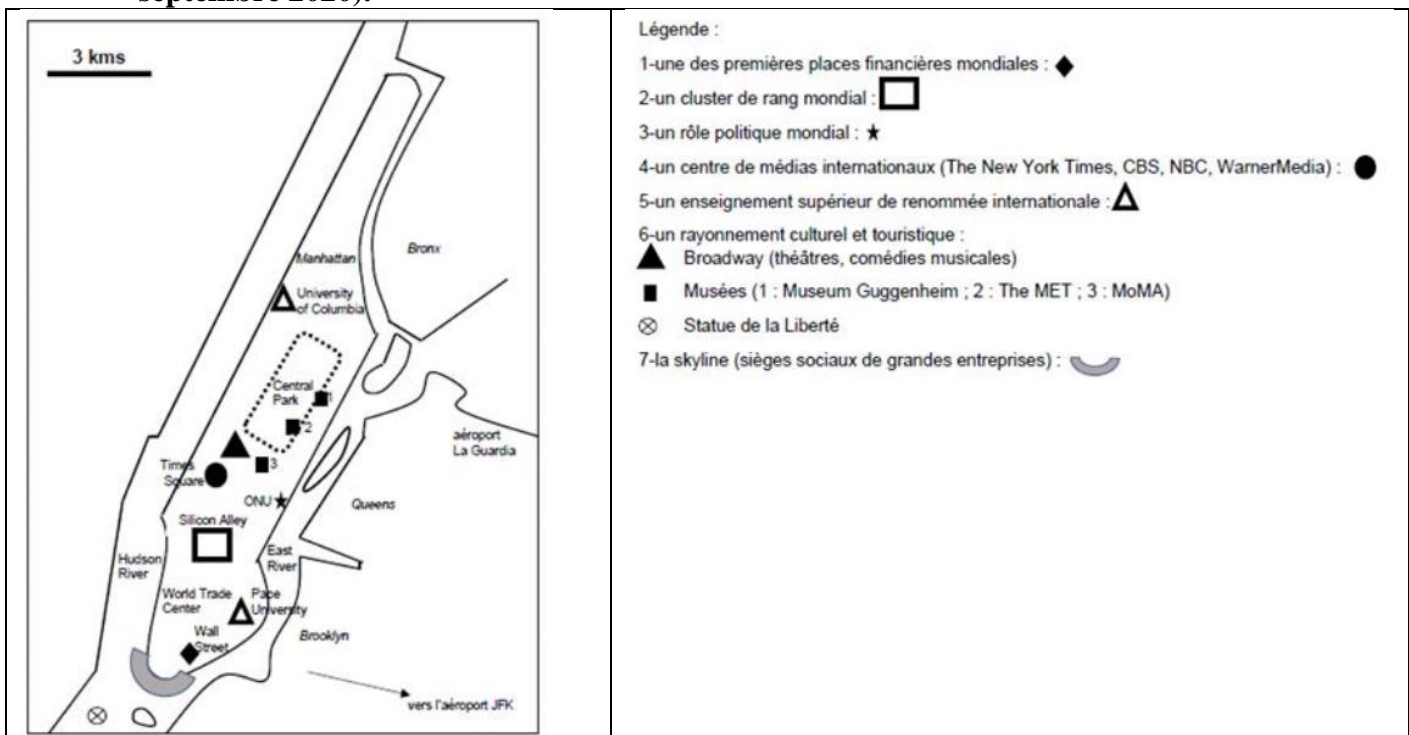 septembre 2020).
3 kms
Bronx
Manhattan
University
of Columbia
Central
Park
1
2
aéroport
La Guardia
Times
Square
3
ONU
Queens
Silicon Alley
Hudson
River
East
River
World Trade
Center
Pace
University
Wall
Street
Brooklyn
vers l'aéroport JFK
Légende :
1-une des premières places financières mondiales :
2-un cluster de rang mondial :
3-un rôle politique mondial :
4-un centre de médias internationaux (The New York Times, CBS, NBC, WarnerMedia) :
5-un enseignement supérieur de renommée internationale :
6-un rayonnement culturel et touristique :
Broadway (théâtres, comédies musicales)
Musées (1 : Museum Guggenheim ; 2 : The MET ; 3 : MoMA)
Statue de la Liberté
7-la skyline (sièges sociaux de grandes entreprises) :